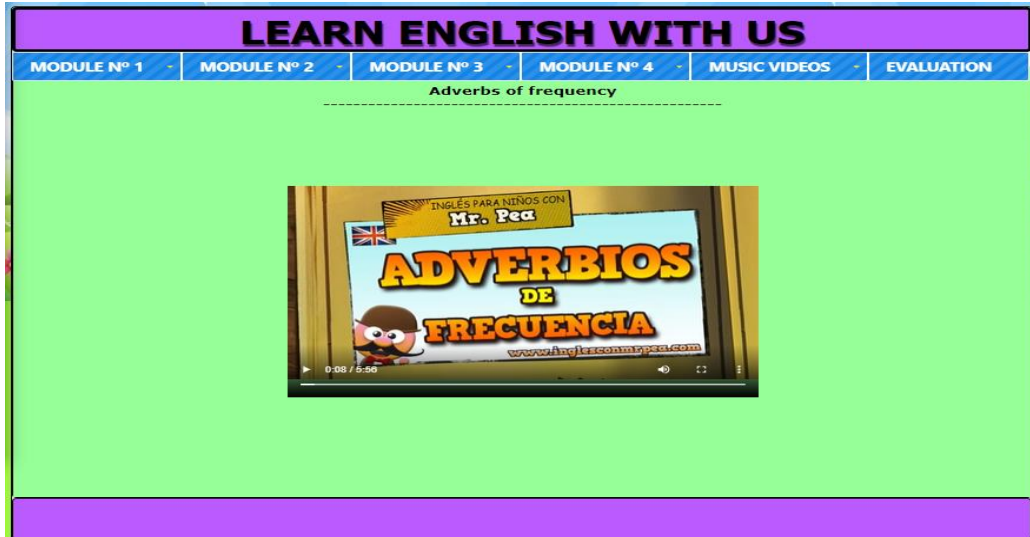 LEARN ENGLISH WITH US
MODULE Nº 1 MODULE Nº 2 MODULE Nº 3 MODULE Nº 4 MUSIC VIDEOS EVALUATION
Adverbs of frequency
INGLÉS PARA NIÑOS CON
Mr. Pea
ADVERBIOS
DE
FRECUENCIA
www.inglesconmrpea.com
0:08 / 5:56